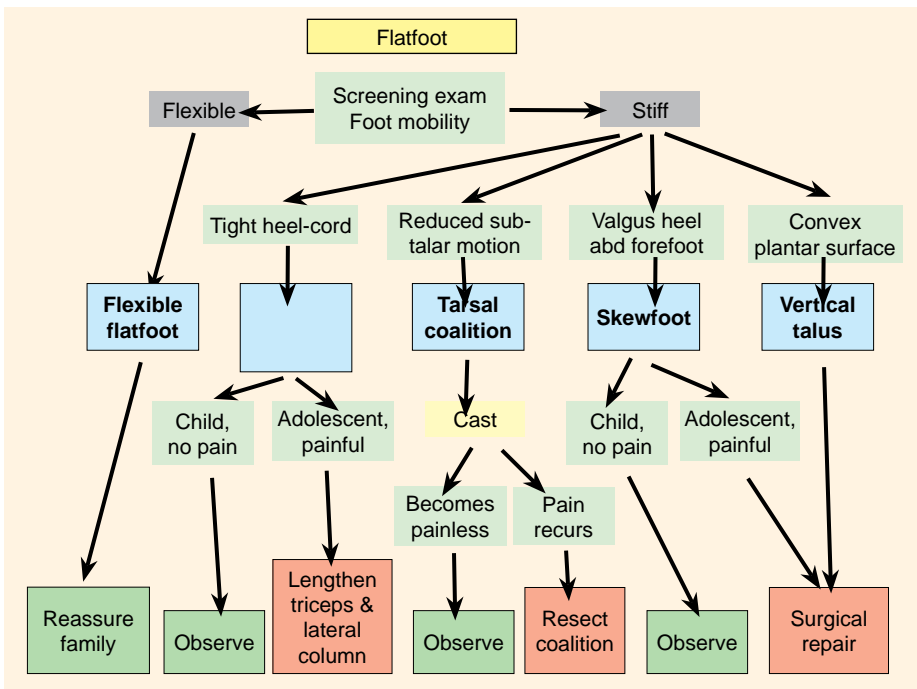 Flatfoot
Screening exam
Foot mobility
Flexible
Stiff
Tight heel-cord
Reduced sub-
talar motion
Valgus heel
abd forefoot
Convex
plantar surface
Flexible
flatfoot
Tarsal
coalition
Skewfoot
Vertical
talus
Child,
no pain
Adolescent,
painful
Cast
Child,
no pain
Adolescent,
painful
Becomes
painless
Pain
recurs
Reassure
family
Observe
Lengthen
triceps &
lateral
column
Observe
Resect
coalition
Observe
Surgical
repair